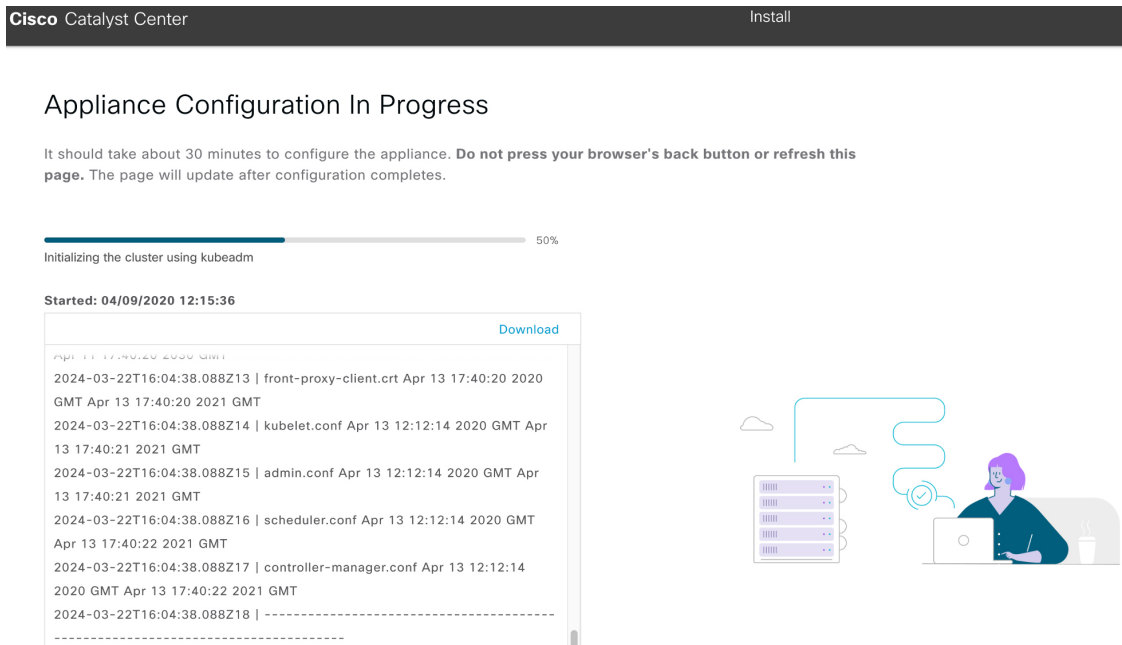 Cisco Catalyst Center
Install
Appliance Configuration In Progress
It should take about 30 minutes to configure the appliance. Do not press your browser's back button or refresh this
page. The page will update after configuration completes.
50%
Initializing the cluster using kubeadm
Started: 04/09/2020 12:15:36
Download
Apr 11 17:40:20 2030 GMT
2024-03-22T16:04:38.088Z13 | front-proxy-client.crt Apr 13 17:40:20 2020
GMT Apr 13 17:40:20 2021 GMT
2024-03-22T16:04:38.088Z14 | kubelet.conf Apr 13 12:12:14 2020 GMT Apr
13 17:40:21 2021 GMT
2024-03-22T16:04:38.088Z15 | admin.conf Apr 13 12:12:14 2020 GMT Apr
13 17:40:21 2021 GMT
2024-03-22T16:04:38.088Z16 | scheduler.conf Apr 13 12:12:14 2020 GMT
Apr 13 17:40:22 2021 GMT
2024-03-22T16:04:38.088Z17 | controller-manager.conf Apr 13 12:12:14
2020 GMT Apr 13 17:40:22 2021 GMT
2024-03-22T16:04:38.088Z18 | ----------------------------------------
----------------------------------------